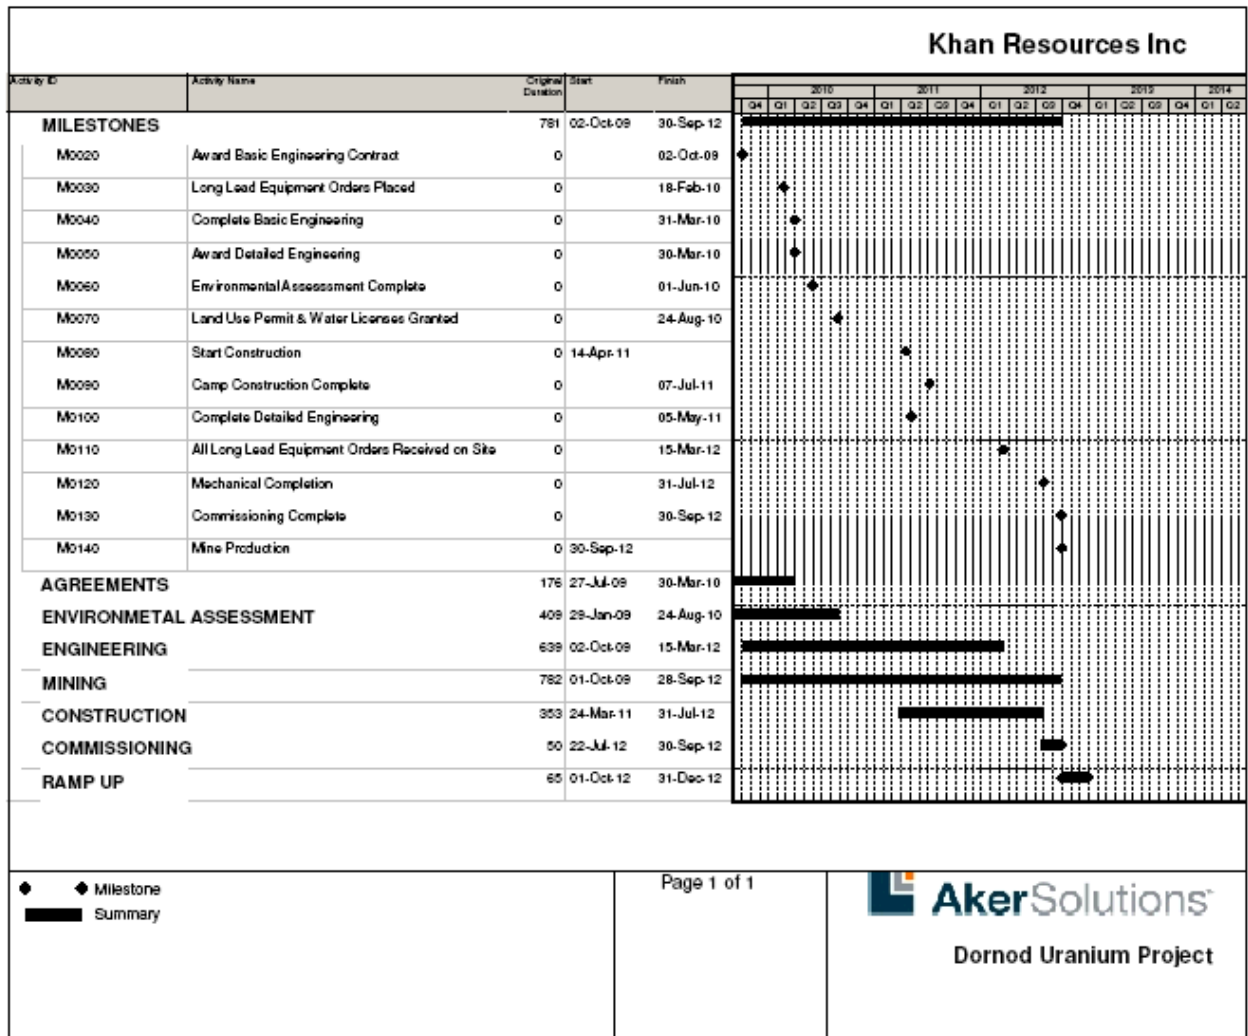 Khan Resources Inc
Activity ID Activity Name Original Duration Start Finish
2010 2011 2012 2013 2014
Q4 Q1 Q2 Q3 Q4 Q1 Q2 Q3 Q4 Q1 Q2 Q3 Q4 Q1 Q2 Q3 Q4 Q1 Q2
MILESTONES 781 02-Oct-09 30-Sep-12
M0020 Award Basic Engineering Contract 0 02-Oct-09
M0030 Long Lead Equipment Orders Placed 0 18-Feb-10
M0040 Complete Basic Engineering 0 31-Mar-10
M0050 Award Detailed Engineering 0 30-Mar-10
M0060 Environmental Assesssment Complete 0 01-Jun-10
M0070 Land Use Permit & Water Licenses Granted 0 24-Aug-10
M0080 Start Construction 0 14-Apr-11
M0090 Camp Construction Complete 0 07-Jul-11
M0100 Complete Detailed Engineering 0 05-May-11
M0110 All Long Lead Equipment Orders Received on Site 0 15-Mar-12
M0120 Mechanical Completion 0 31-Jul-12
M0130 Commissioning Complete 0 30-Sep-12
M0140 Mine Production 0 30-Sep-12
AGREEMENTS 176 27-Jul-09 30-Mar-10
ENVIRONMETAL ASSESSMENT 409 29-Jan-09 24-Aug-10
ENGINEERING 639 02-Oct-09 15-Mar-12
MINING 782 01-Oct-09 28-Sep-12
CONSTRUCTION 353 24-Mar-11 31-Jul-12
COMMISSIONING 50 22-Jul-12 30-Sep-12
RAMP UP 65 01-Oct-12 31-Dec-12
Milestone
Summary
Page 1 of 1
AkerSolutions
Dornod Uranium Project